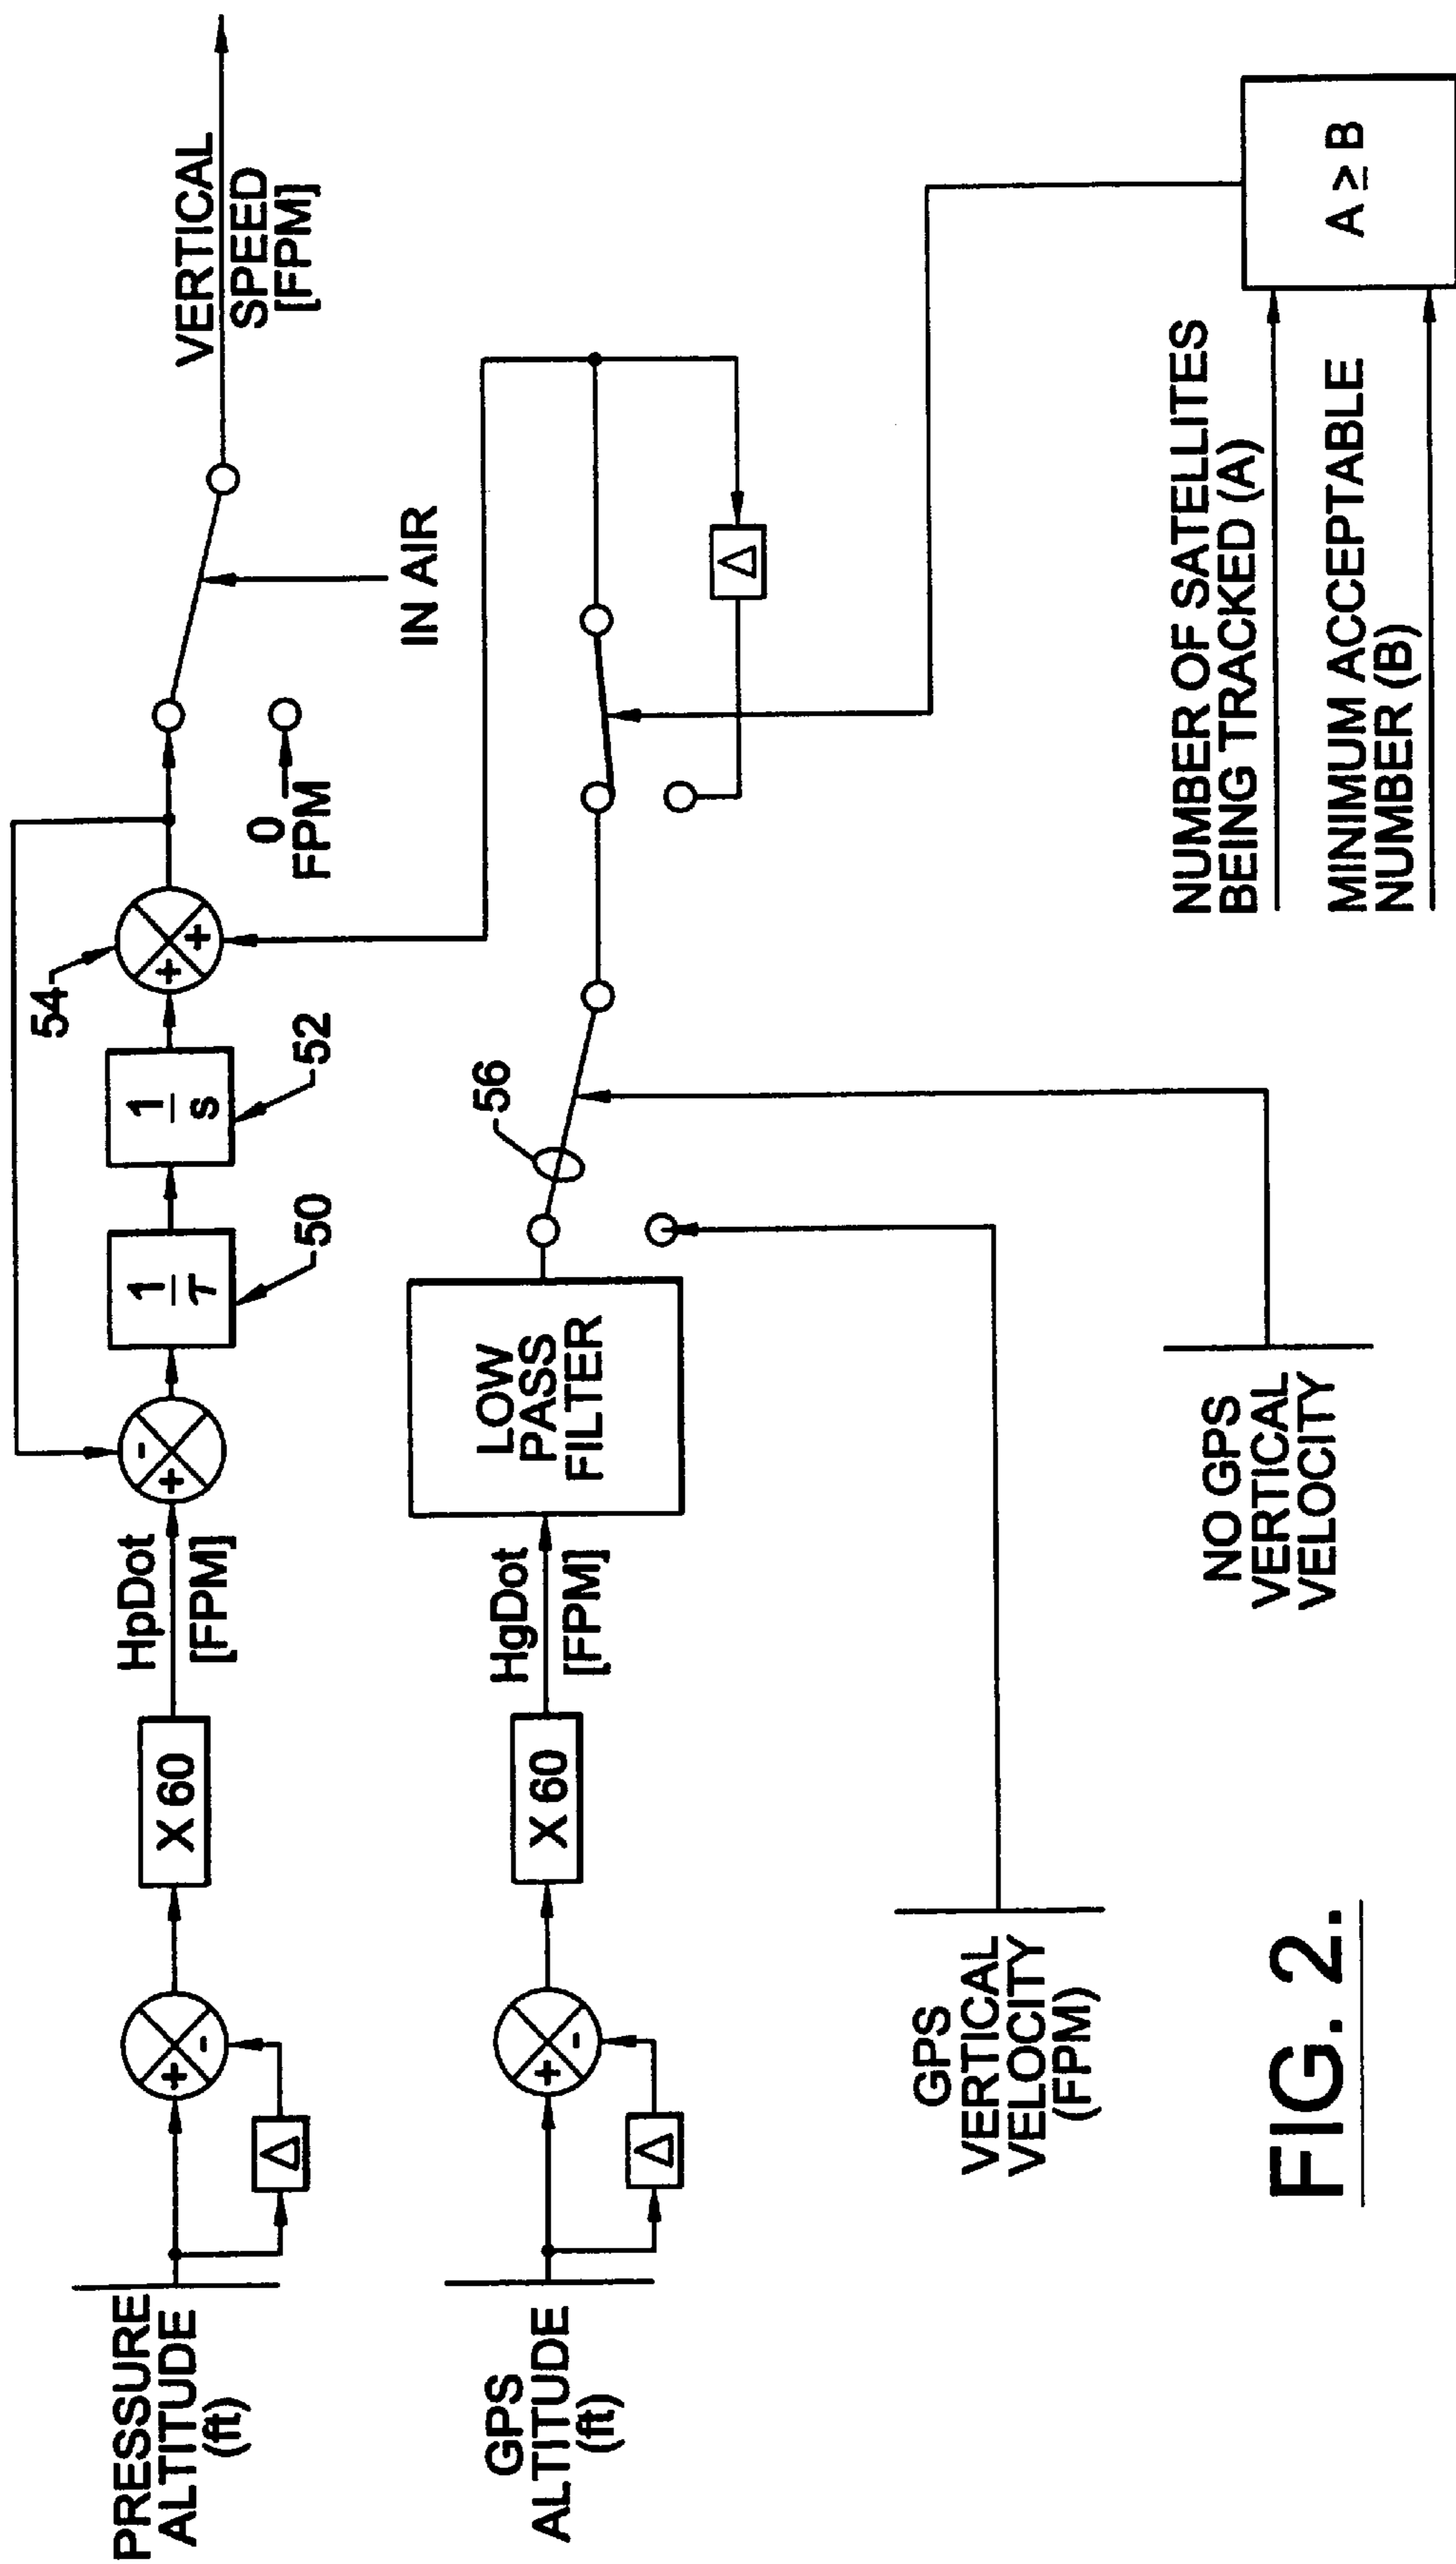 PRESSURE
ALTITUDE
(ft)
+
-
Δ
X 60
HpDot
[FPM]
-
+
1
τ
50
1
s
52
54
+
+
0
FPM
IN AIR
VERTICAL
SPEED
[FPM]
GPS
ALTITUDE
(ft)
+
-
Δ
X 60
HgDot
[FPM]
LOW
PASS
FILTER
56
Δ
GPS
VERTICAL
VELOCITY
(FPM)
NO GPS
VERTICAL
VELOCITY
NUMBER OF SATELLITES
BEING TRACKED (A)
MINIMUM ACCEPTABLE
NUMBER (B)
A ≥ B
FIG. 2.